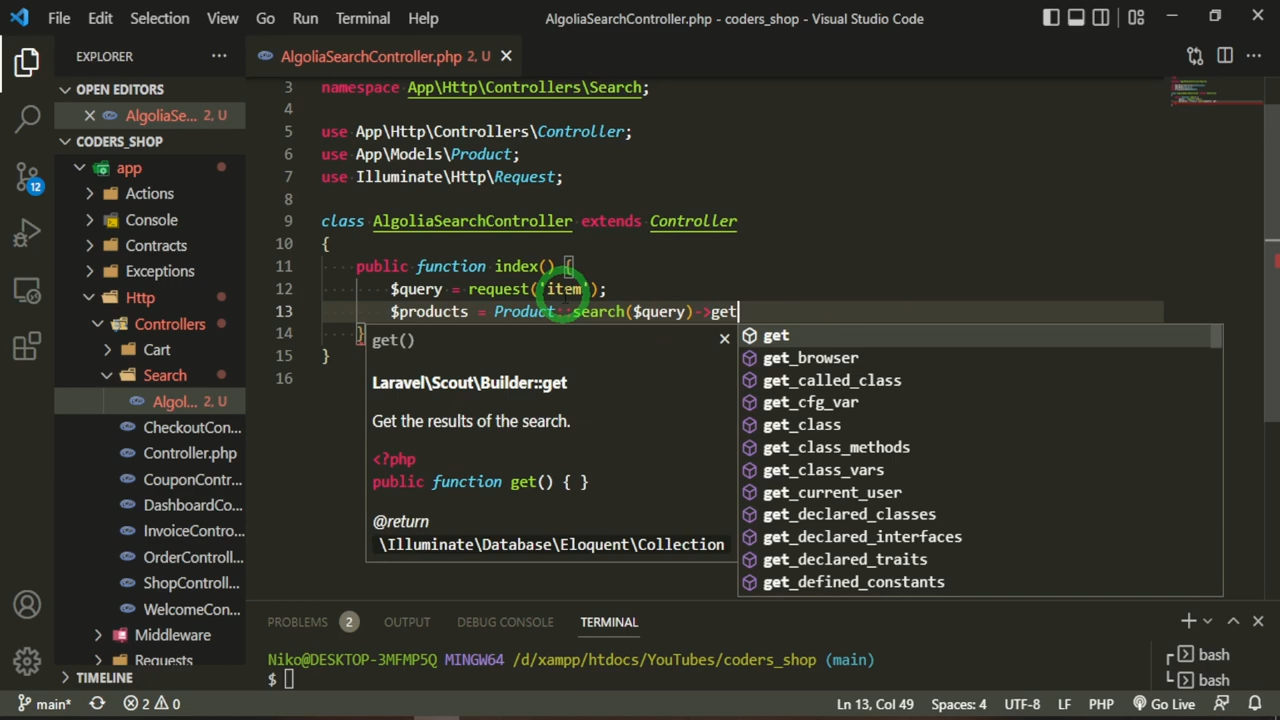 File Edit Selection View Go Run Terminal Help AlgoliaSearchController.php - coders_shop - Visual Studio Code
EXPLORER ···
AlgoliaSearchController.php 2, U
OPEN EDITORS
AlgoliaSe... 2, U
CODERS_SHOP
app
Actions
Console
Contracts
Exceptions
Http
Controllers
Cart
Search
Algol... 2, U
CheckoutCon...
Controller.php
CouponContr...
DashboardCo...
InvoiceContro...
OrderControll...
ShopControll...
WelcomeCon...
Middleware
Requests
TIMELINE
12
3 namespace App\Http\Controllers\Search;
4
5 use App\Http\Controllers\Controller;
6 use App\Models\Product;
7 use Illuminate\Http\Request;
8
9 class AlgoliaSearchController extends Controller
10 {
11 public function index() {
12 $query = request('item');
13 $products = Product::search($query)->get
14 }
15 }
16
get()
Laravel\Scout\Builder::get
Get the results of the search.
<?php
public function get() { }
@return
\Illuminate\Database\Eloquent\Collection
get
get_browser
get_called_class
get_cfg_var
get_class
get_class_methods
get_class_vars
get_current_user
get_declared_classes
get_declared_interfaces
get_declared_traits
get_defined_constants
PROBLEMS 2 OUTPUT DEBUG CONSOLE TERMINAL
Niko@DESKTOP-3MFMP5Q MINGW64 /d/xampp/htdocs/YouTubes/coders_shop (main)
$
bash
bash
main* 2 0 Ln 13, Col 49 Spaces: 4 UTF-8 LF PHP Go Live